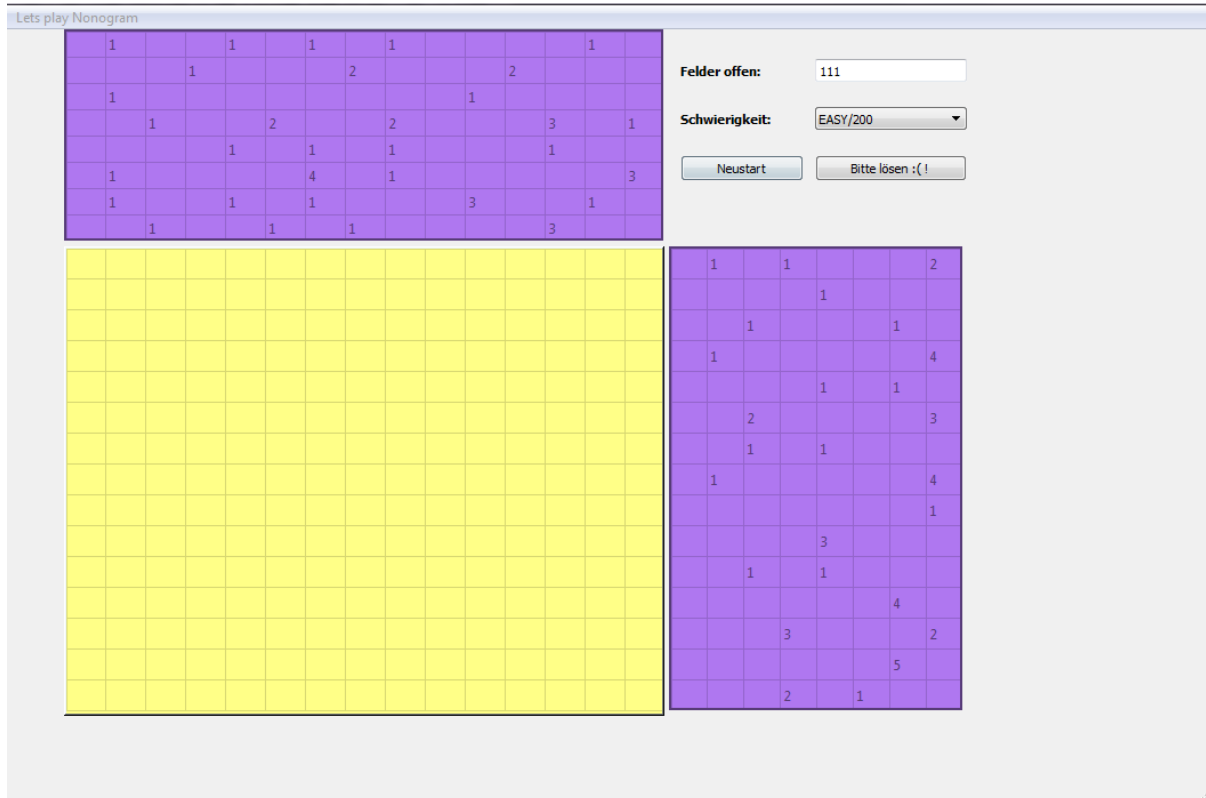 Lets play Nonogram
1 1 1 1 1
1 2 2
1 1
1 2 2 3 1
1 1 1 1
1 4 1 3
1 1 1 3 1
1 1 1 3
Felder offen: 111
Schwierigkeit: EASY/200
Neustart Bitte lösen :( !
1 1 2
1
1 1
1 4
1 1
2 3
1 1
1 4
1
3
1 1
4
3 2
5
2 1